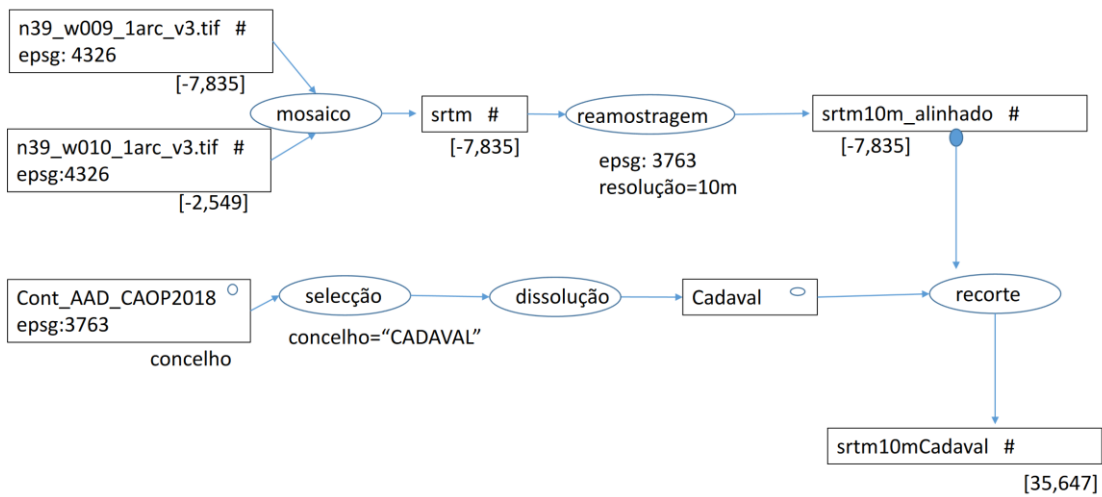 n39_w009_1arc_v3.tif #
epsg: 4326
[-7,835]
n39_w010_1arc_v3.tif #
epsg:4326
[-2,549]
mosaico
srtm #
[-7,835]
reamostragem
epsg: 3763
resolução=10m
srtm10m_alinhado #
[-7,835]
Cont_AAD_CAOP2018
epsg:3763
concelho
selecção
concelho=“CADAVAL”
dissolução
Cadaval
recorte
srtm10mCadaval #
[35,647]